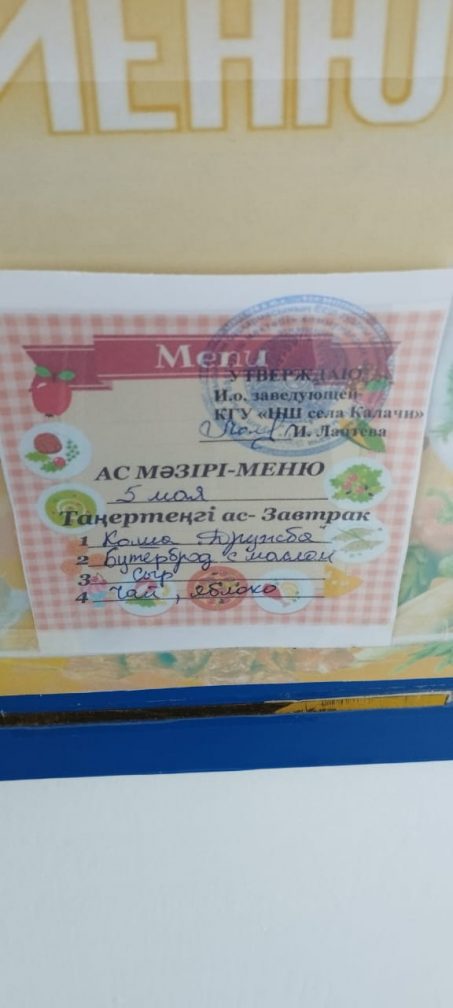 МЕНЮ
Menu
УТВЕРЖДАЮ
И.о. заведующей
КГУ «НШ села Калачи»
И. Лаптева
АС МӘЗІРІ-МЕНЮ
5 мая
Таңертеңгі ас- Завтрак
1 Каша Дружба
2 Бутерброд с маслом
3 сыр
4 Чай, яблоко